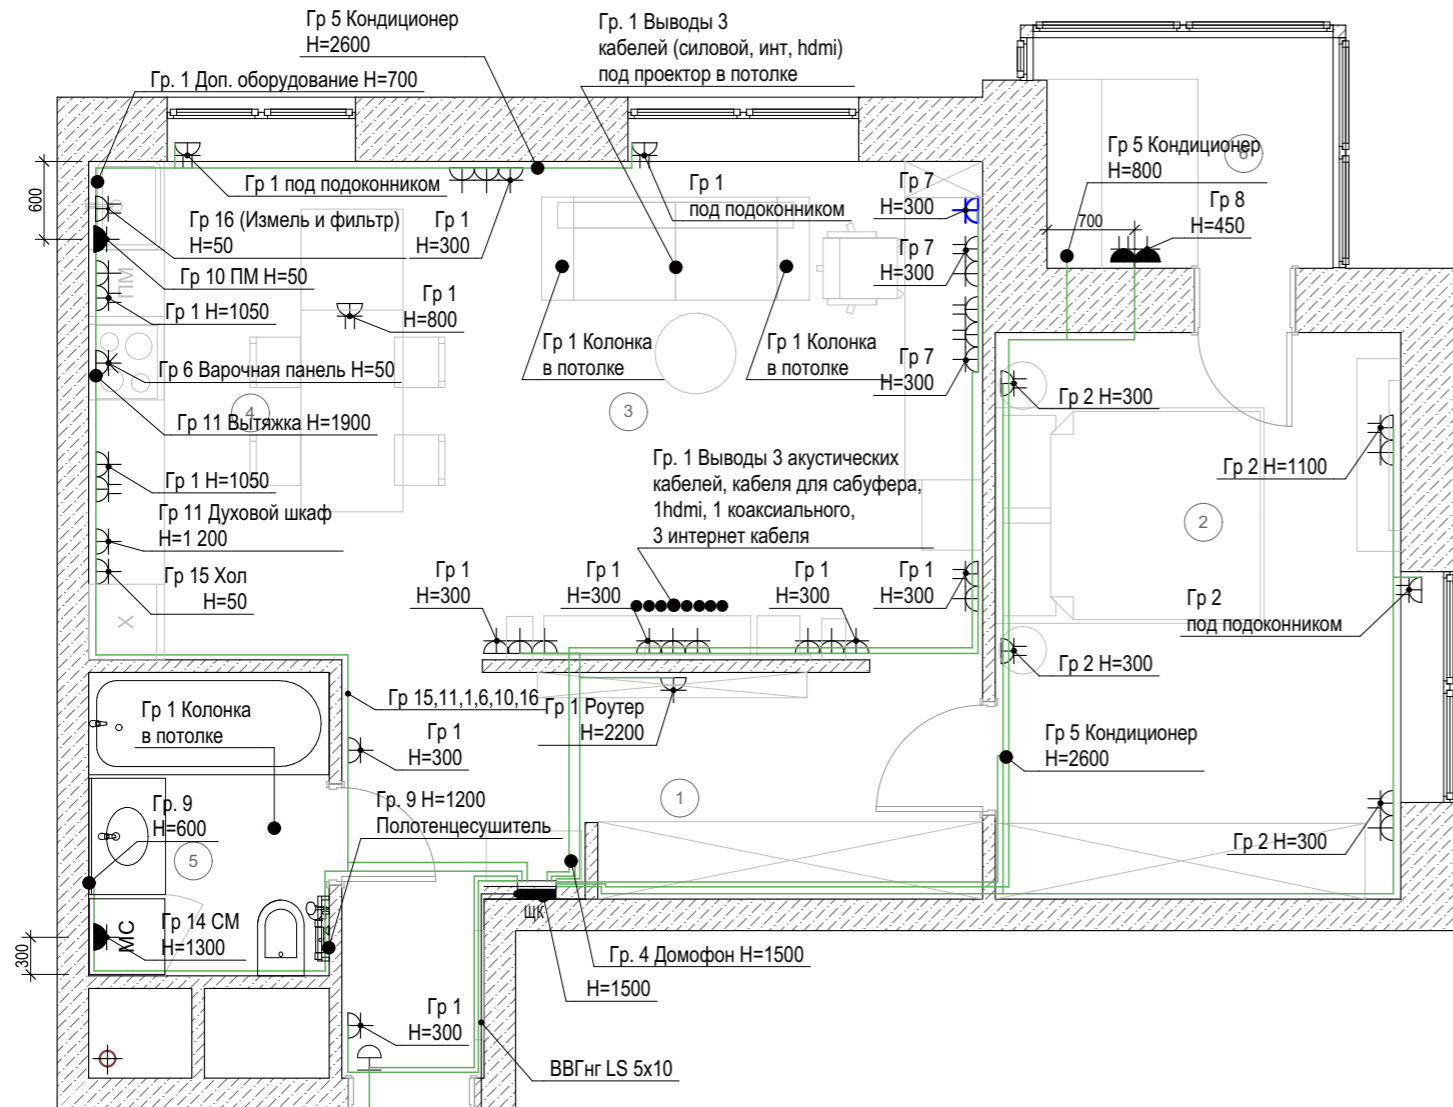 Гр 5 Кондиционер
H=2600
Гр. 1 Выводы 3
кабелей (силовой, инт, hdmi)
под проектор в потолке
Гр. 1 Доп. оборудование H=700
Гр 5 Кондиционер
H=800
6
Гр 8
H=450
700
600
Гр 1 под подоконником
Гр 1
под подоконником
Гр 7
H=300
Гр 16 (Измель и фильтр)
H=50
Гр 1
H=300
Гр 7
H=300
Гр 10 ПМ H=50
ПМ
Гр 1 H=1050
Гр 1
H=800
Гр 1 Колонка
в потолке
Гр 1 Колонка
в потолке
Гр 7
H=300
Гр 6 Варочная панель H=50
4
3
Гр 11 Вытяжка H=1900
Гр 2 H=300
Гр 2 H=1100
Гр. 1 Выводы 3 акустических
кабелей, кабеля для сабуфера,
1hdmi, 1 коаксиального,
3 интернет кабеля
Гр 1 H=1050
Гр 11 Духовой шкаф
H=1 200
2
Гр 15 Хол
H=50
X
Гр 1
H=300
Гр 1
H=300
Гр 1
H=300
Гр 1
H=300
Гр 2
под подоконником
Гр 2 H=300
Гр 15,11,1,6,10,16
Гр 1 Роутер
H=2200
Гр 1 Колонка
в потолке
Гр 1
H=300
Гр 5 Кондиционер
H=2600
1
Гр. 9
H=600
Гр. 9 H=1200
Полотенцесушитель
5
Гр 2 H=300
ЩК
МС
Гр 14 СМ
H=1300
300
Гр. 4 Домофон H=1500
H=1500
Гр 1
H=300
ВВГнг LS 5x10